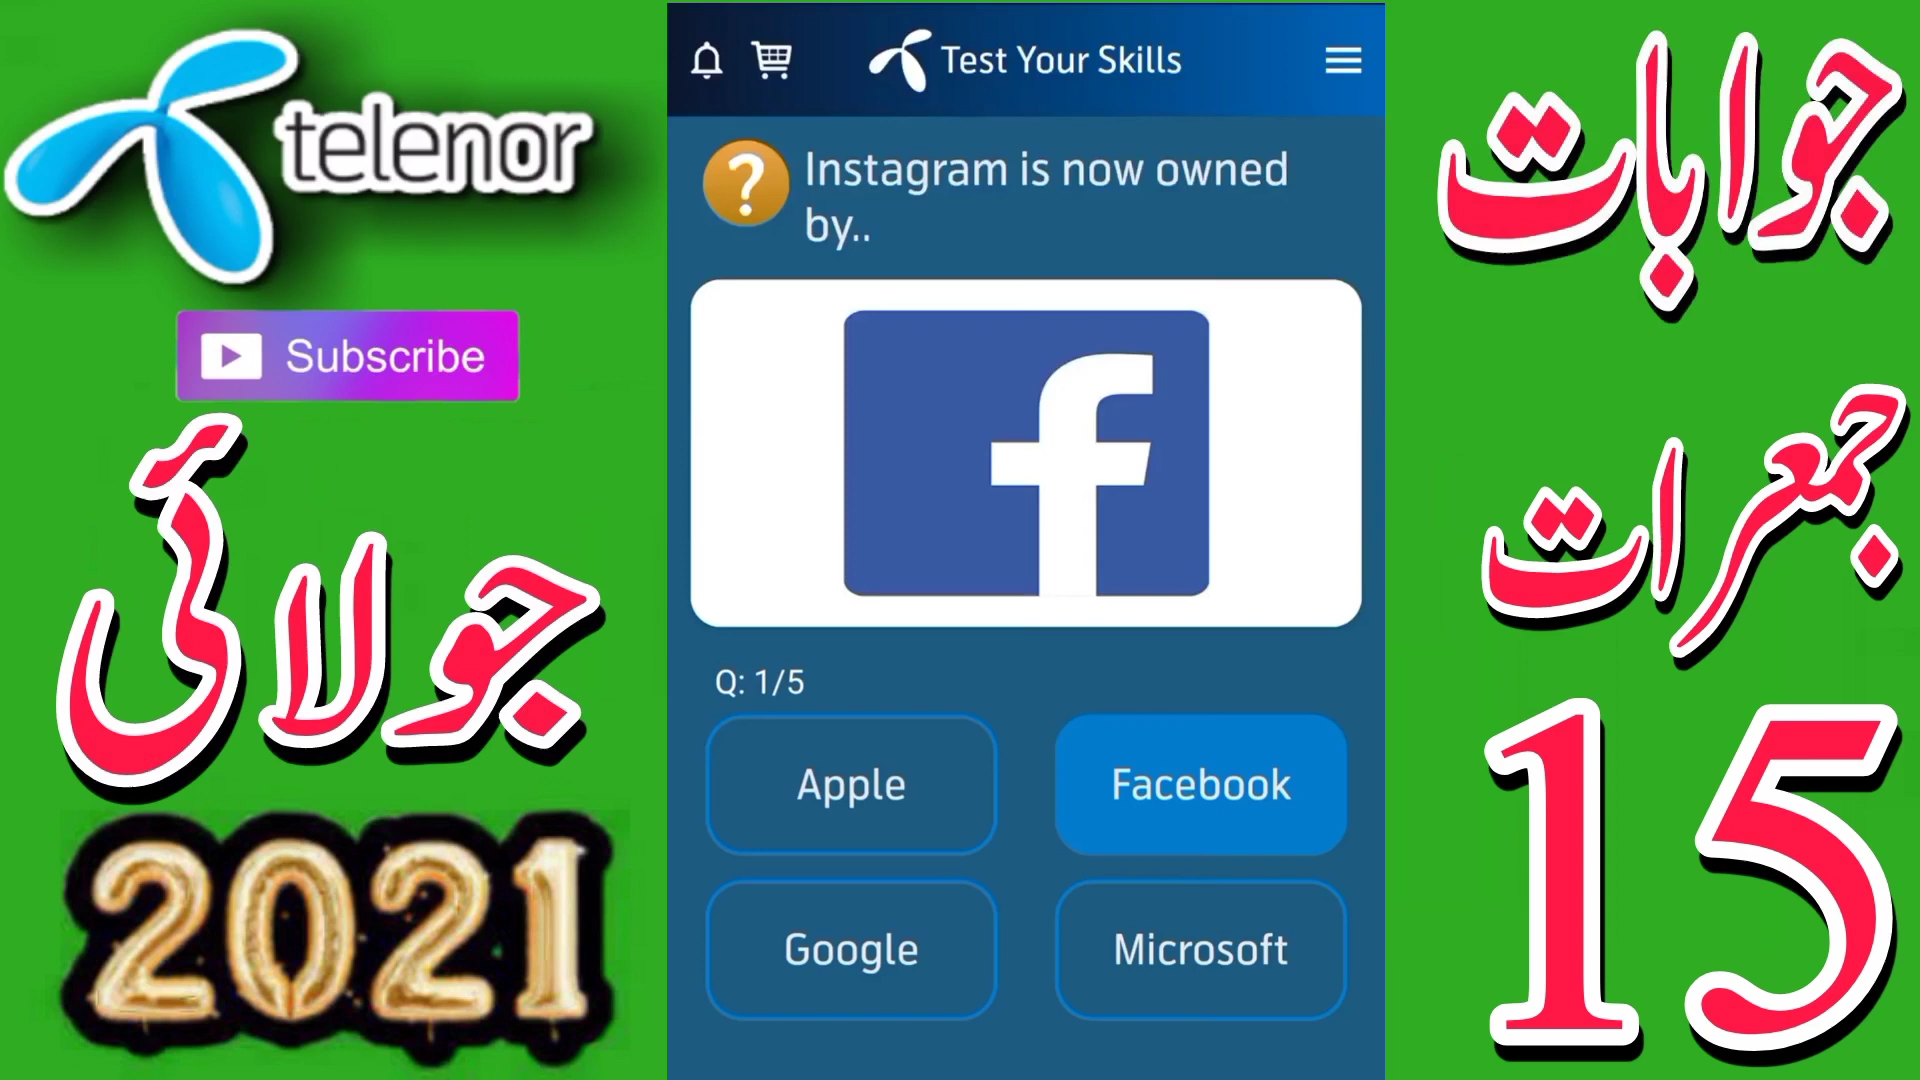 telenor
Subscribe
جولائی
2021
Test Your Skills
?
Instagram is now owned
by..
f
Q: 1/5
Apple
Facebook
Google
Microsoft
جوابات
جمعرات
15